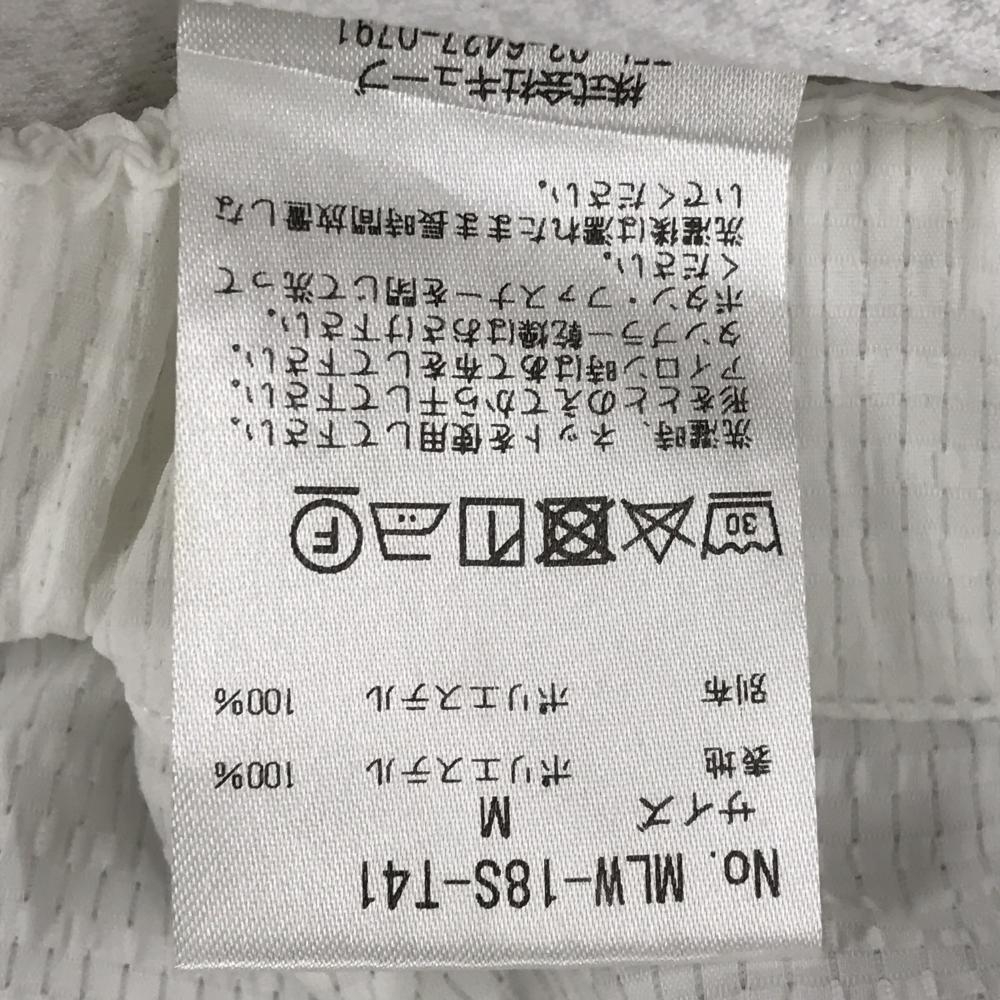 No. MLW-18S-T41
サイズ M
表地 ポリエステル 100%
別布 ポリエステル 100%
30
F
洗濯時、ネットを使用して下さい。
形をととのえてから干して下さい。
アイロン時はあて布をして下さい。
タンブラー乾燥はおさけ下さい。
ボタン・ファスナーを閉じて洗って
ください。
洗濯後は濡れたまま長時間放置しな
いでください。
株式会社キューブ
03-6427-0791